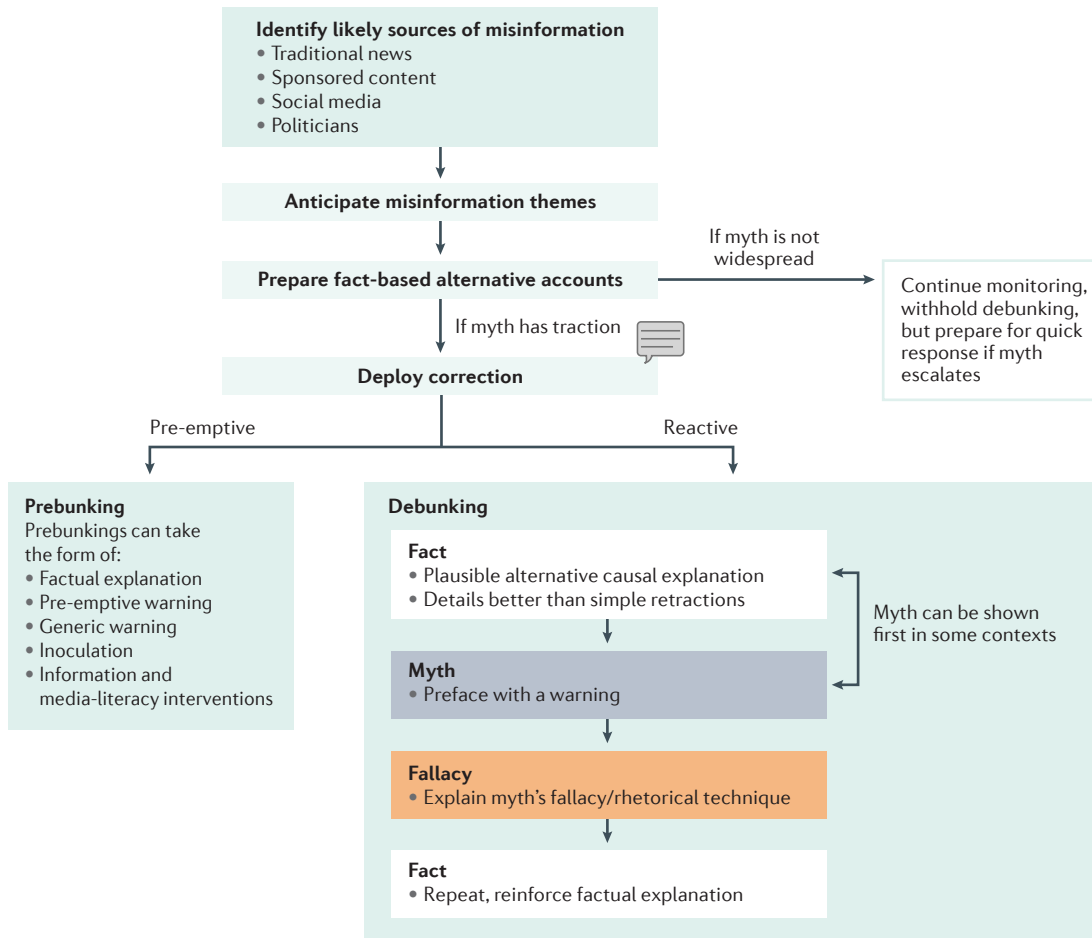 Identify likely sources of misinformation
• Traditional news
• Sponsored content
• Social media
• Politicians
Anticipate misinformation themes
If myth is not
widespread
Prepare fact-based alternative accounts
Continue monitoring,
withhold debunking,
but prepare for quick
response if myth
escalates
If myth has traction
Deploy correction
Pre-emptive
Reactive
Prebunking
Prebunkings can take
the form of:
• Factual explanation
• Pre-emptive warning
• Generic warning
• Inoculation
• Information and
media-literacy interventions
Debunking
Fact
• Plausible alternative causal explanation
• Details better than simple retractions
Myth can be shown
first in some contexts
Myth
• Preface with a warning
Fallacy
• Explain myth's fallacy/rhetorical technique
Fact
• Repeat, reinforce factual explanation